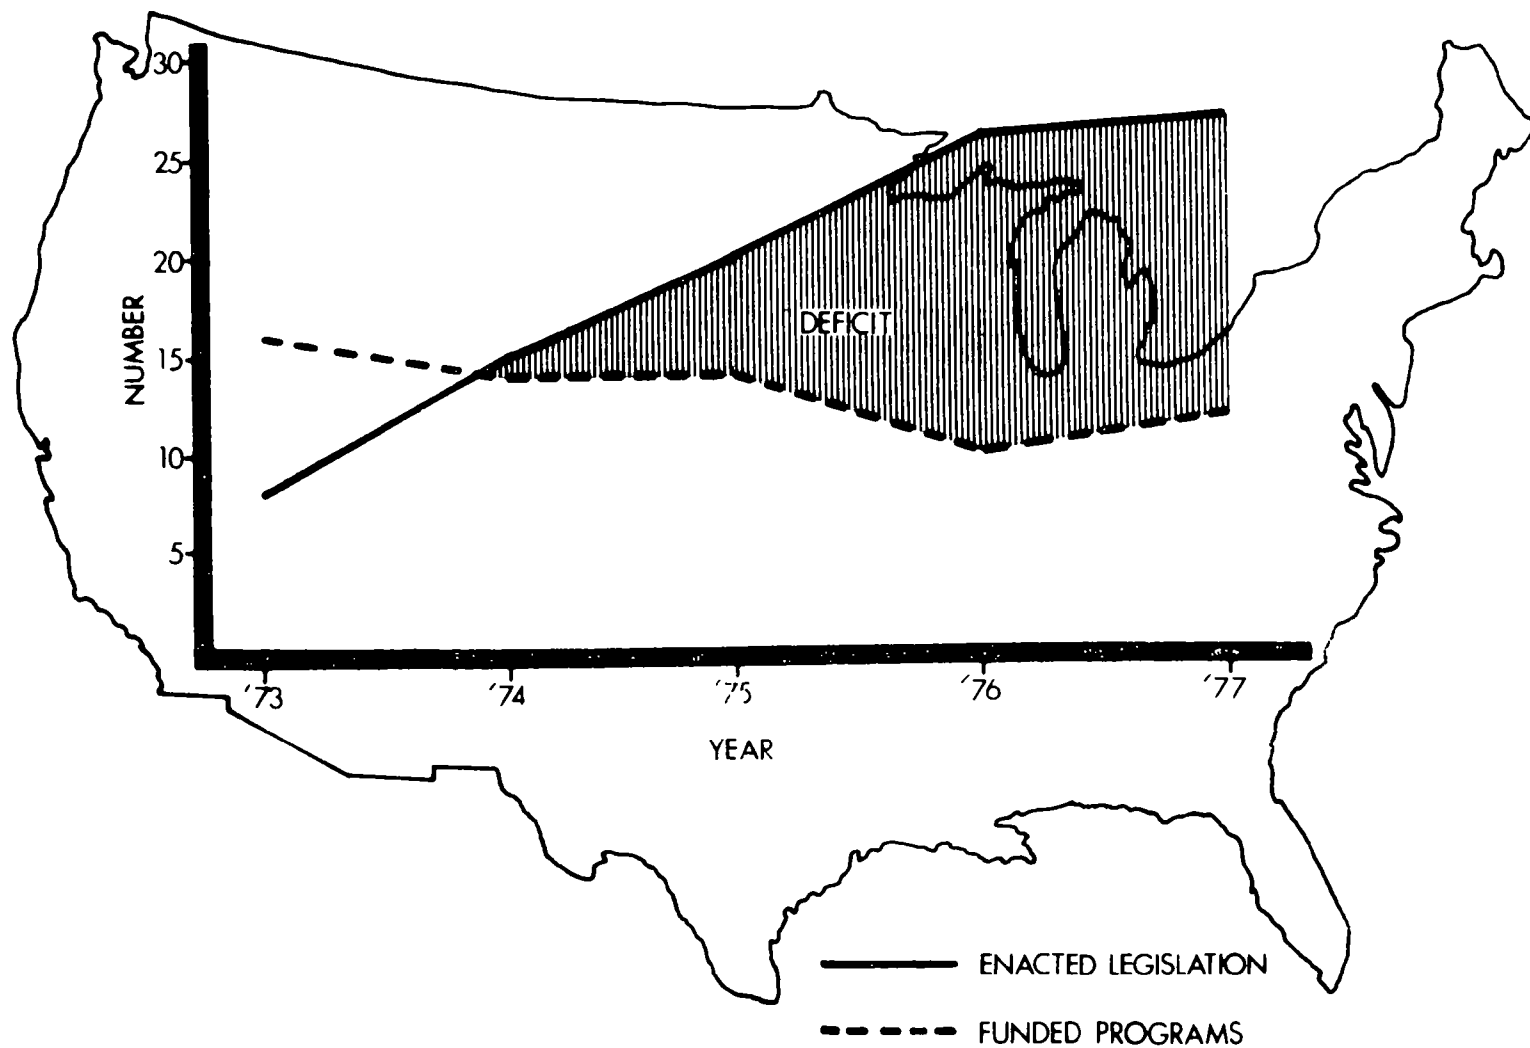 30
25
20
15
10
5
NUMBER
DEFICIT
'73 '74 '75 '76 '77
YEAR
ENACTED LEGISLATION
FUNDED PROGRAMS